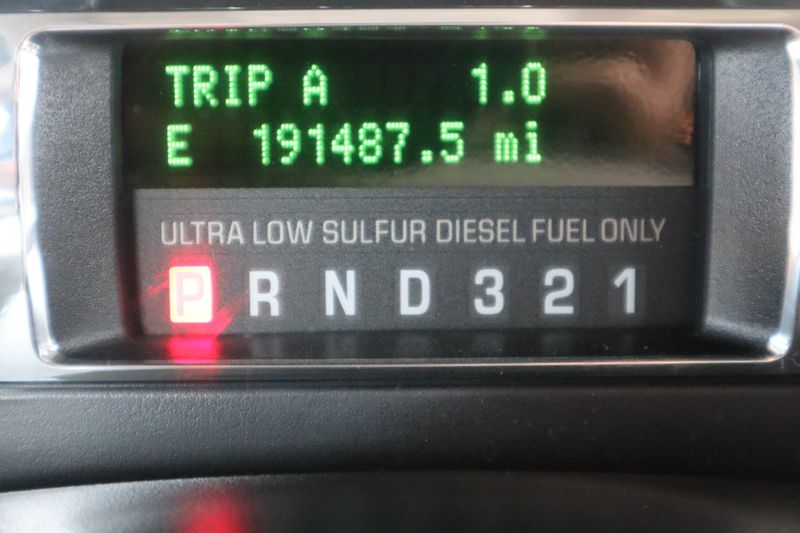 TRIP A 1.0
E 191487.5 mi
ULTRA LOW SULFUR DIESEL FUEL ONLY
P R N D 3 2 1